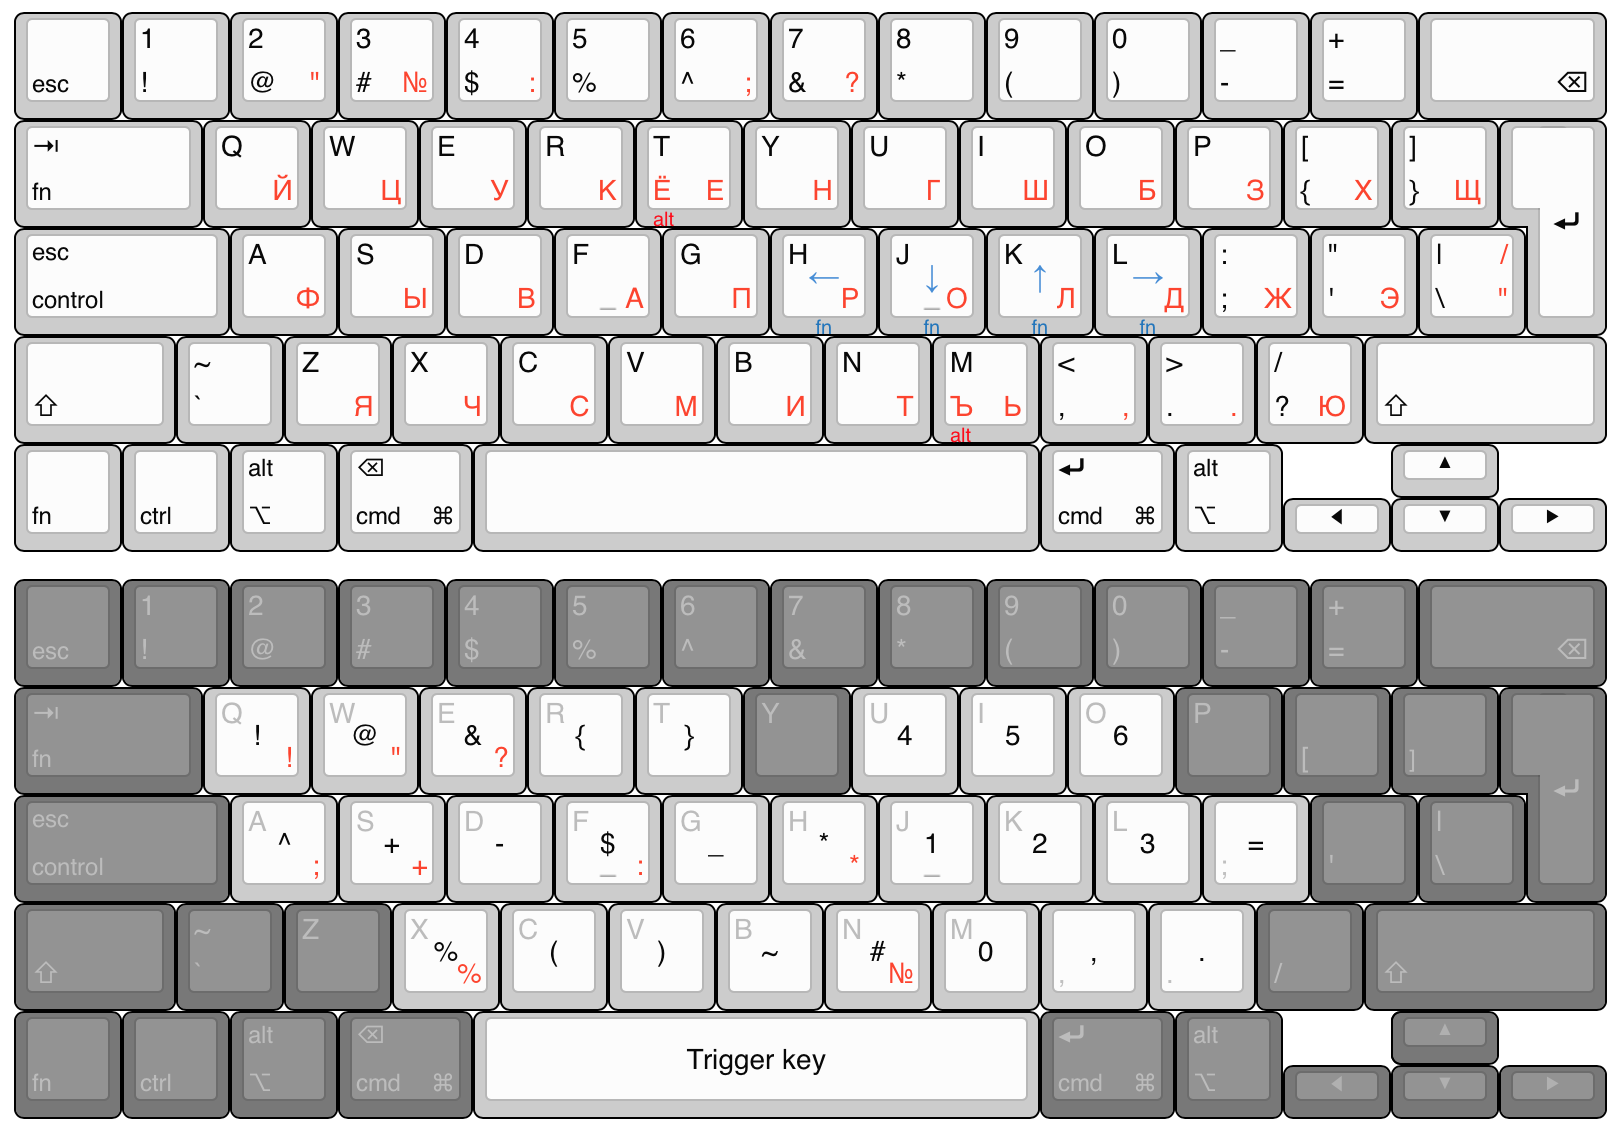 1 2 3 4 5 6 7 8 9 0 _ +
esc ! @ " # № $ : % ^ ; & ? * ( ) - = ⌫
⇥ Q W E R T Y U I O P [ ]
fn Й Ц У К Ё Е Н Г Ш Б З { Х } Щ
alt ↵
esc A S D F G H J K L : " | /
← ↓ ↑ →
control Ф Ы В _ А П Р _ О Л Д ; Ж ' Э \ "
fn fn fn fn
~ Z X C V B N M < > /
⇧ ` Я Ч С М И Т Ъ Ь , , . . ? Ю ⇧
alt
alt ⌫ ↵ alt ▲
fn ctrl ⌥ cmd ⌘ cmd ⌘ ⌥ ◀ ▼ ▶
1 2 3 4 5 6 7 8 9 0 _ +
esc ! @ # $ % ^ & * ( ) - = ⌫
⇥ Q W E R T Y U I O P
! @ & { } 4 5 6
fn ! " ? [ ]
↵
esc A S D F G H J K L |
^ + - $ _ * 1 2 3 =
control ; + _ : * _ ; ' \
~ Z X C V B N M
% ( ) ~ # 0 , .
⇧ ` % № , . / ⇧
alt ⌫ ↵ alt ▲
Trigger key
fn ctrl ⌥ cmd ⌘ cmd ⌘ ⌥ ◀ ▼ ▶